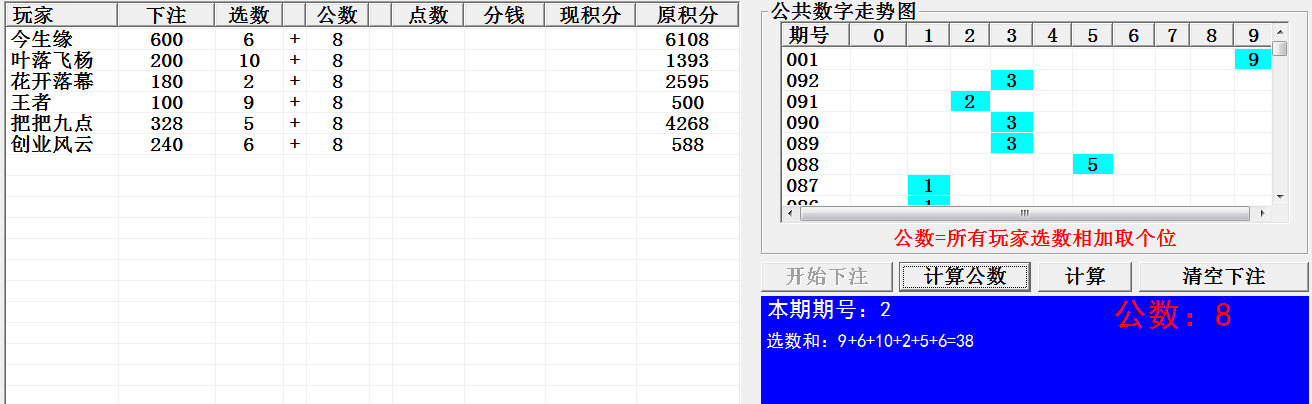 玩家 下注 选数 公数 点数 分钱 现积分 原积分
今生缘 600 6 + 8 6108
叶落飞杨 200 10 + 8 1393
花开落幕 180 2 + 8 2595
王者 100 9 + 8 500
把把九点 328 5 + 8 4268
创业风云 240 6 + 8 588
公共数字走势图
期号 0 1 2 3 4 5 6 7 8 9
001 9
092 3
091 2
090 3
089 3
088 5
087 1
086 1
公数=所有玩家选数相加取个位
开始下注 计算公数 计算 清空下注
本期期号：2 公数：8
选数和：9+6+10+2+5+6=38